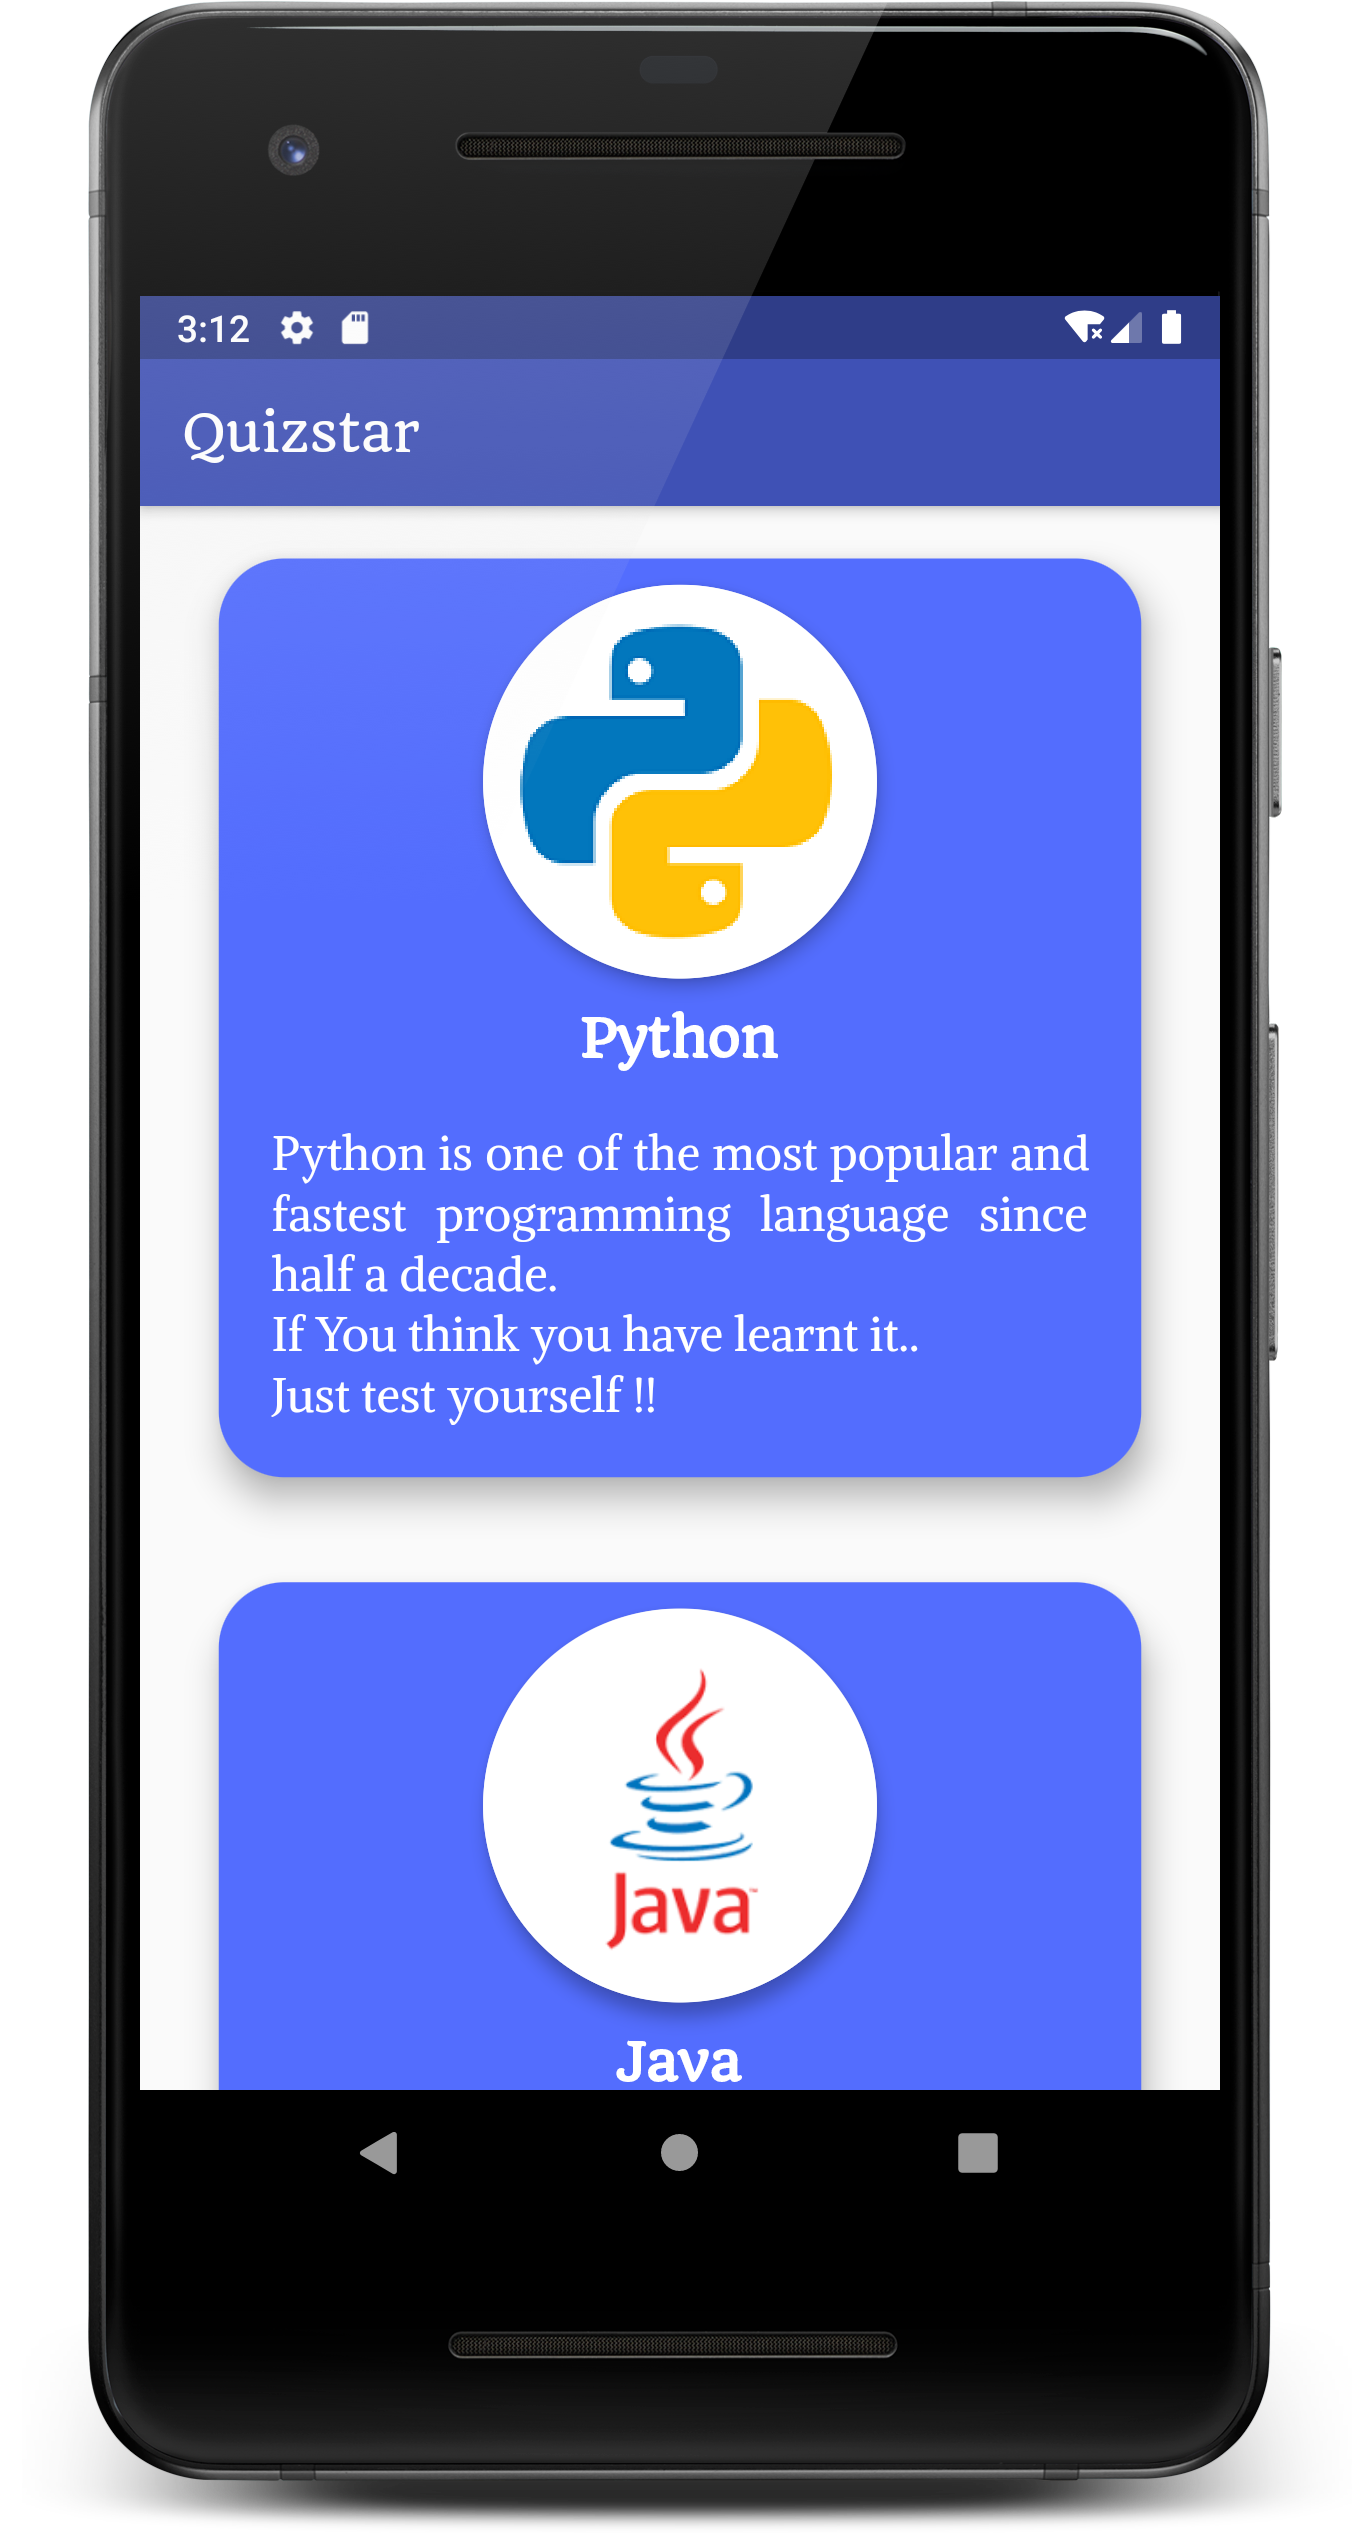 3:12
Quizstar
Python
Python is one of the most popular and
fastest programming language since
half a decade.
If You think you have learnt it..
Just test yourself !!
Java™
Java